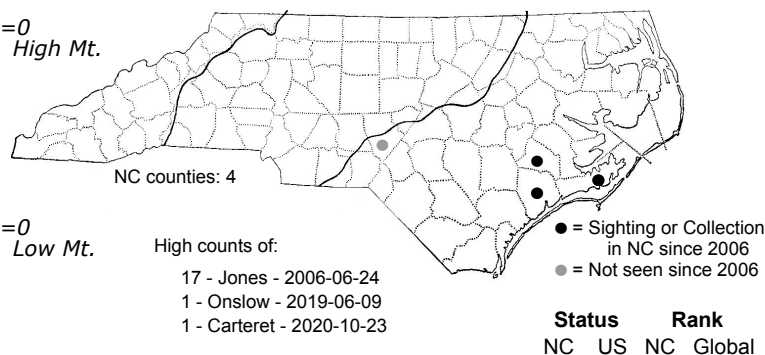 =0
High Mt.
NC counties: 4
=0
Low Mt.
High counts of:
17 - Jones - 2006-06-24
1 - Onslow - 2019-06-09
1 - Carteret - 2020-10-23
● = Sighting or Collection
in NC since 2006
● = Not seen since 2006
Status Rank
NC US NC Global